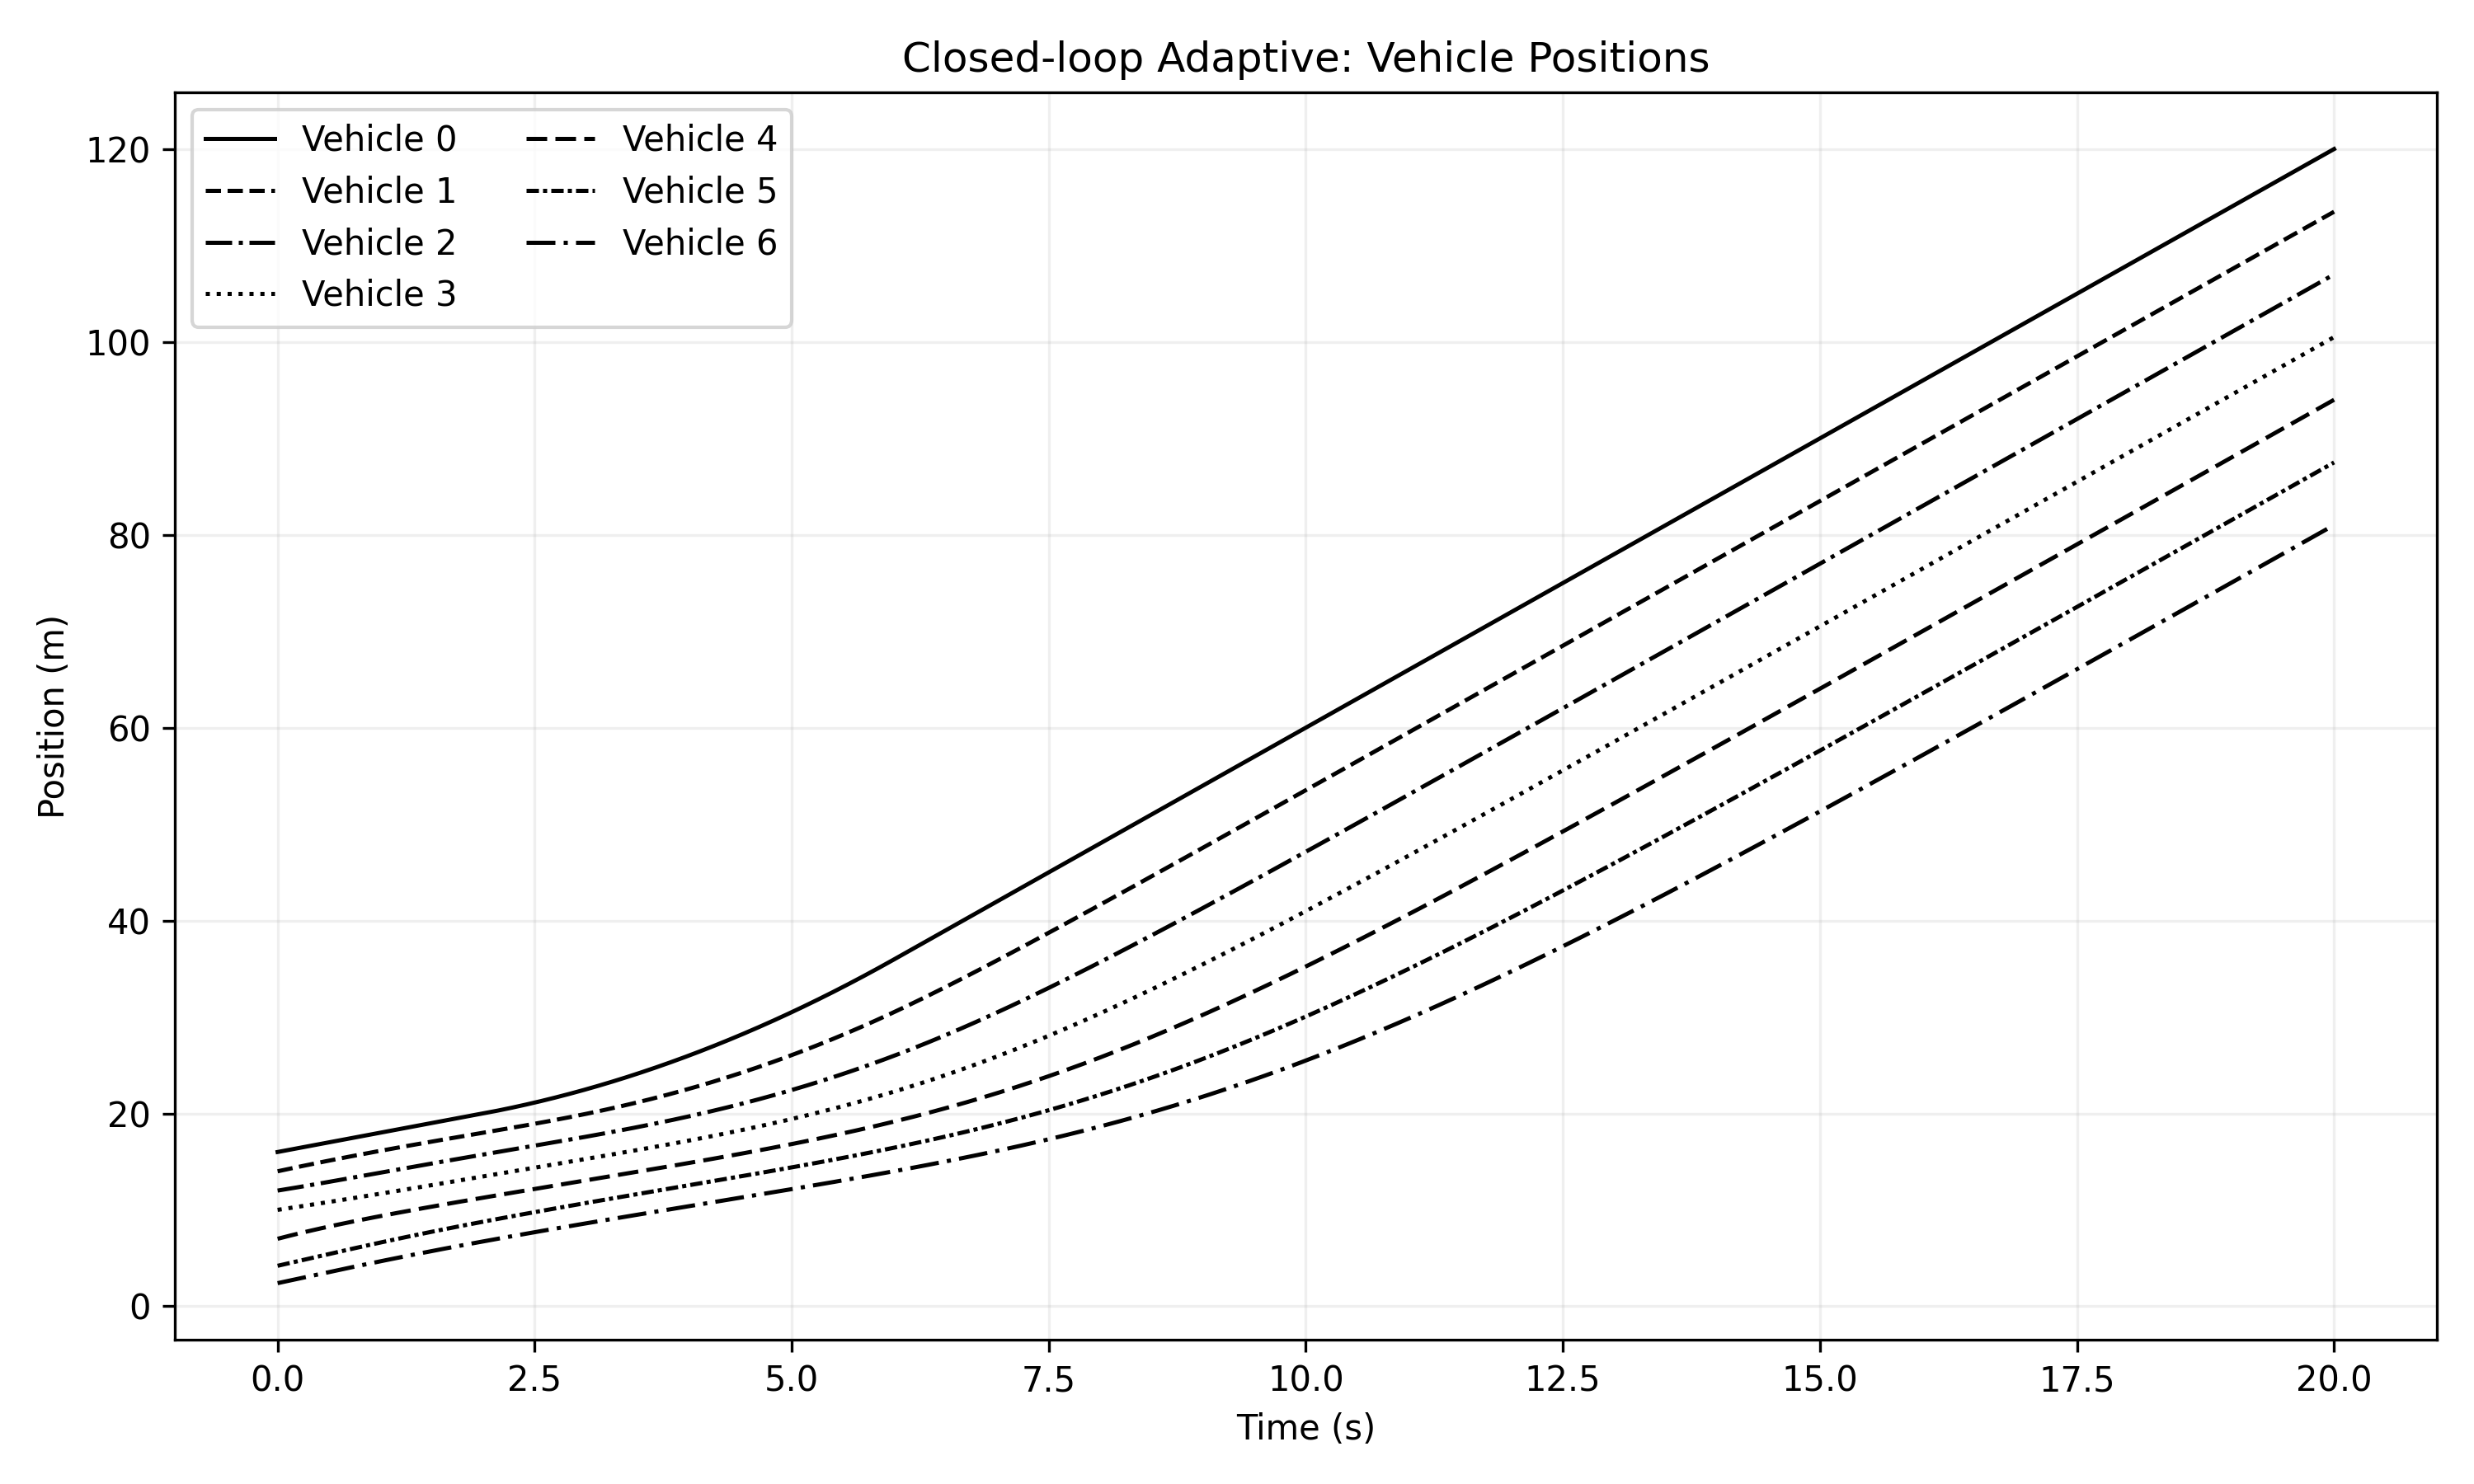 Closed-loop Adaptive: Vehicle Positions
Vehicle 0
Vehicle 1
Vehicle 2
Vehicle 3
Vehicle 4
Vehicle 5
Vehicle 6
Position (m)
120
100
80
60
40
20
0
0.0 2.5 5.0 7.5 10.0 12.5 15.0 17.5 20.0
Time (s)